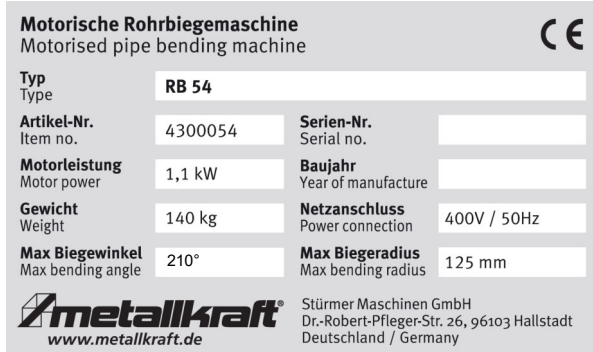 Motorische Rohrbiegemaschine
Motorised pipe bending machine
CE
Typ
Type
RB 54
Artikel-Nr.
Item no.
4300054
Serien-Nr.
Serial no.
Motorleistung
Motor power
1,1 kW
Baujahr
Year of manufacture
Gewicht
Weight
140 kg
Netzanschluss
Power connection
400V / 50Hz
Max Biegewinkel
Max bending angle
210°
Max Biegeradius
Max bending radius
125 mm
metallkraft®
www.metallkraft.de
Stürmer Maschinen GmbH
Dr.-Robert-Pfleger-Str. 26, 96103 Hallstadt
Deutschland / Germany